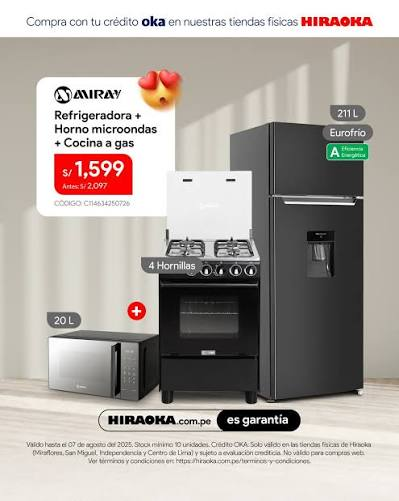 Compra con tu crédito oka en nuestras tiendas físicas HIRAOKA
MIRAY
Refrigeradora +
Horno microondas
+ Cocina a gas
S/ 1,599
Antes: S/ 2,097
CÓDIGO: C114634250726
211 L
Eurofrío
A Eficiencia
Energética
4 Hornillas
20 L
+
HIRAOKA.com.pe es garantía
Válido hasta el 07 de agosto del 2025. Stock mínimo 10 unidades. Crédito OKA: Solo válido en las tiendas físicas de Hiraoka
(Miraflores, San Miguel, Independencia y Centro de Lima) y sujeto a evaluación crediticia. No válido para compras web.
Ver términos y condiciones en: https://hiraoka.com.pe/terminos-y-condiciones.